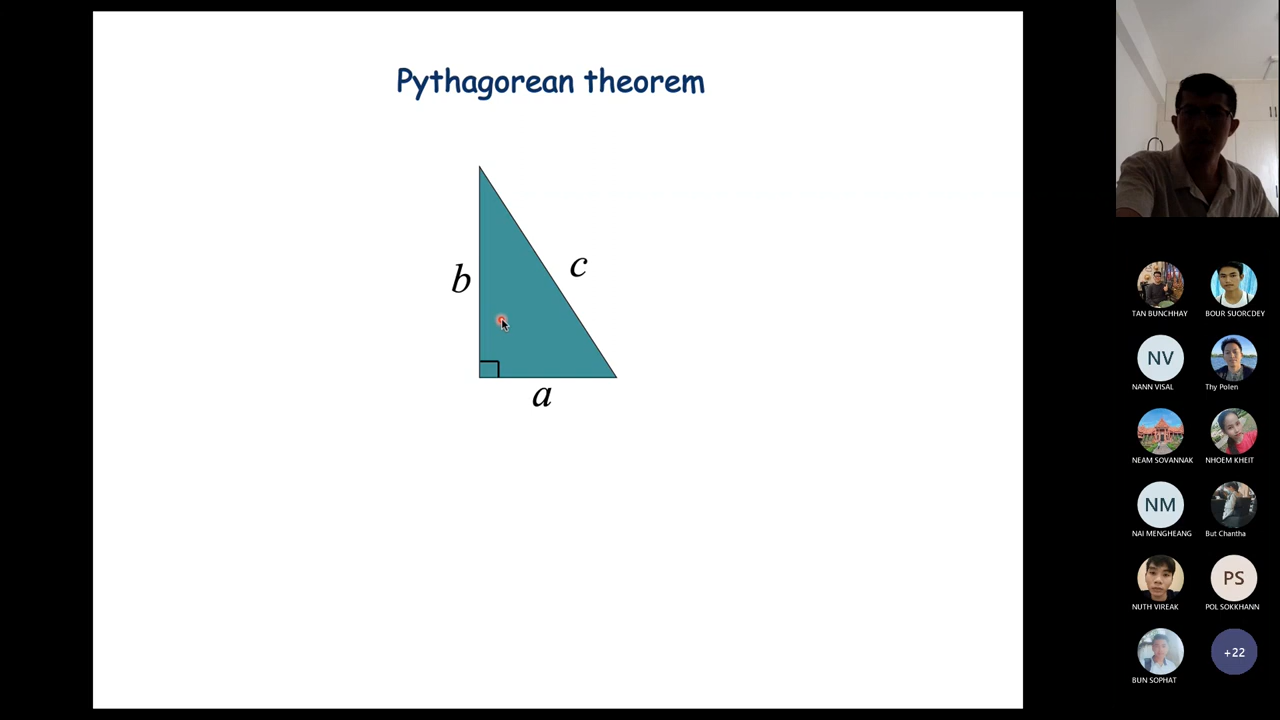 Pythagorean theorem
b
c
a
TAN BUNCHHAY
BOUR SUORCDEY
NV
NANN VISAL
Thy Polen
NEAM SOVANNAK
NHOEM KHEIT
NM
NAI MENGHEANG
But Chantha
PS
NUTH VIREAK
POL SOKKHANN
+22
BUN SOPHAT